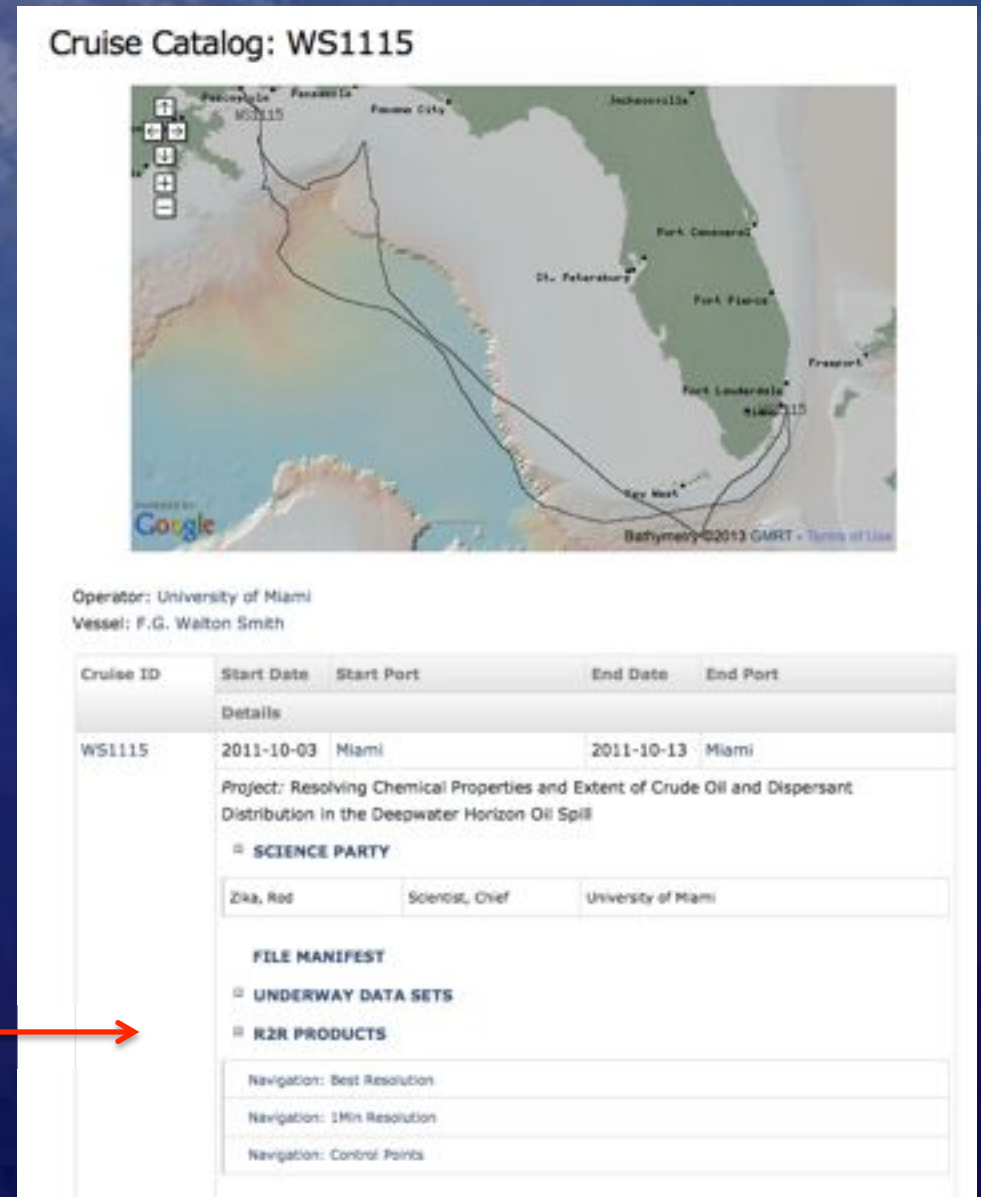 Cruise Catalog: WS1115
Pensacola
Panama City
Jacksonville
WS1115
Port Canaveral
St. Petersburg
Fort Pierce
Freeport
Fort Lauderdale
Miami
Key West
POWERED BY
Google
Bathymetry ©2013 GMRT - Terms of Use
Operator: University of Miami
Vessel: F.G. Walton Smith
Cruise ID Start Date Start Port End Date End Port
Details
WS1115 2011-10-03 Miami 2011-10-13 Miami
Project: Resolving Chemical Properties and Extent of Crude Oil and Dispersant
Distribution in the Deepwater Horizon Oil Spill
SCIENCE PARTY
Zika, Rod Scientist, Chief University of Miami
FILE MANIFEST
UNDERWAY DATA SETS
R2R PRODUCTS
Navigation: Best Resolution
Navigation: 1Min Resolution
Navigation: Control Points